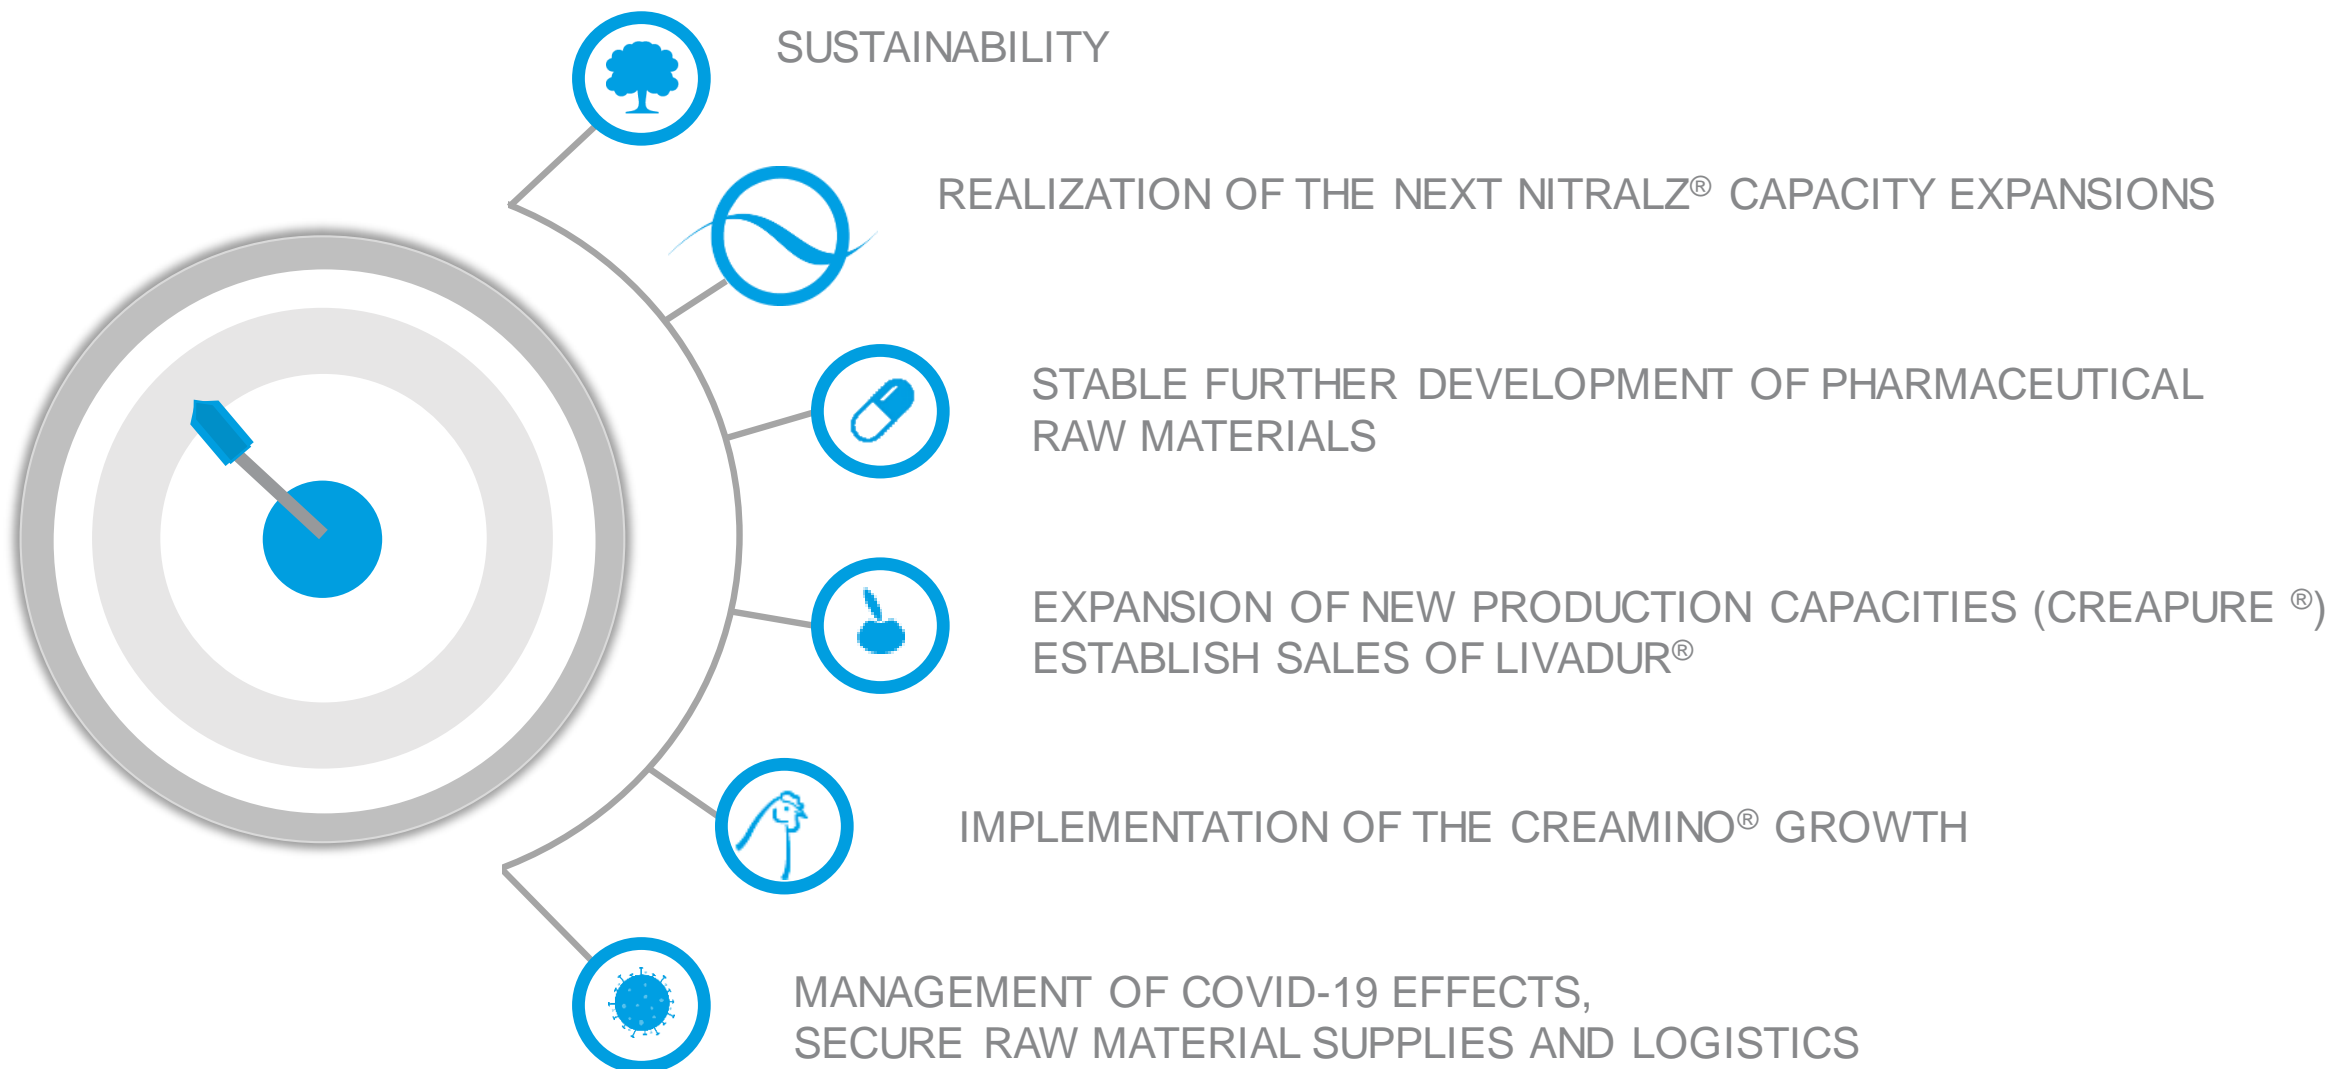 SUSTAINABILITY
REALIZATION OF THE NEXT NITRALZ® CAPACITY EXPANSIONS
STABLE FURTHER DEVELOPMENT OF PHARMACEUTICAL
RAW MATERIALS
EXPANSION OF NEW PRODUCTION CAPACITIES (CREAPURE ®)
ESTABLISH SALES OF LIVADUR®
IMPLEMENTATION OF THE CREAMINO® GROWTH
MANAGEMENT OF COVID-19 EFFECTS,
SECURE RAW MATERIAL SUPPLIES AND LOGISTICS